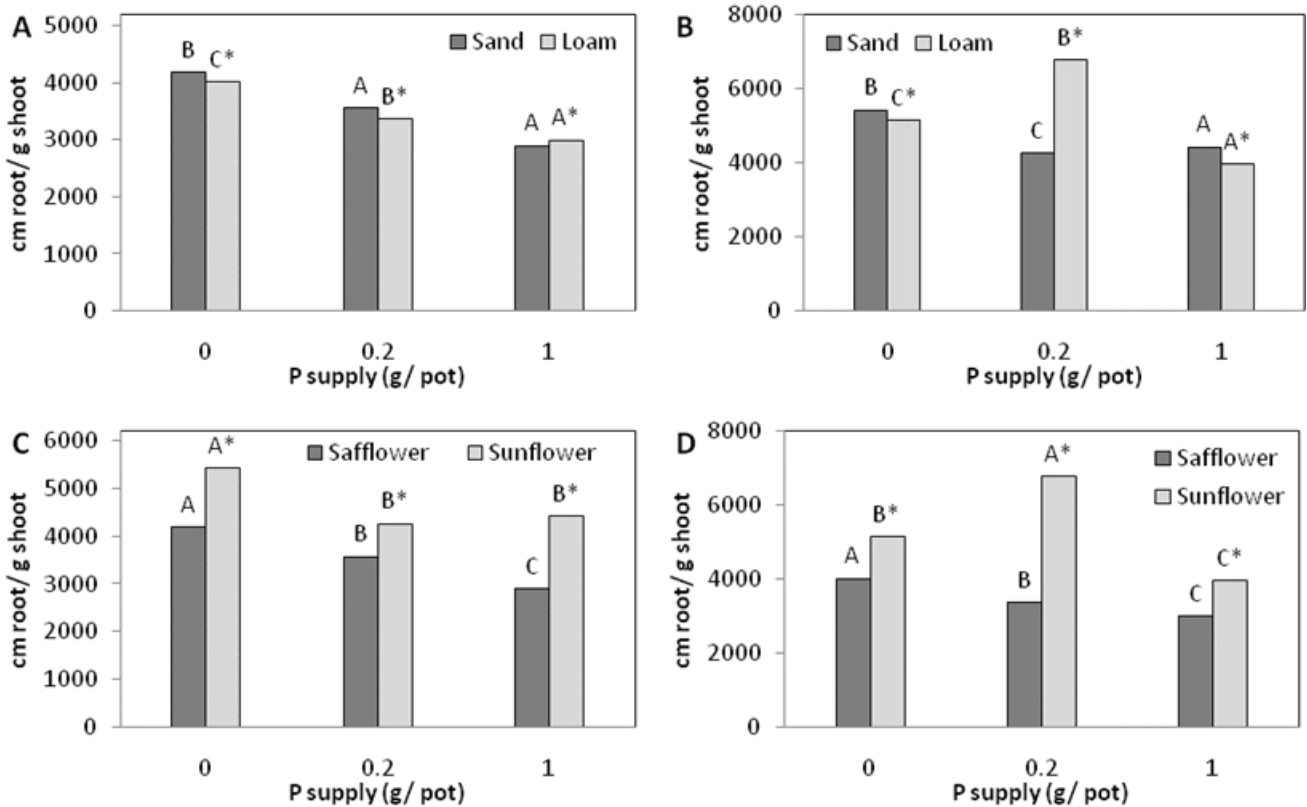 A
cm root/ g shoot
5000
4000
3000
2000
1000
0
Sand Loam
B C*
A B*
A A*
0 0.2 1
P supply (g/ pot)
B
cm root/ g shoot
8000
6000
4000
2000
0
Sand Loam
B C*
C B*
A A*
0 0.2 1
P supply (g/ pot)
C
cm root/ g shoot
6000
5000
4000
3000
2000
1000
0
Safflower Sunflower
A A*
B B*
C B*
0 0.2 1
P supply (g/ pot)
D
cm root/ g shoot
8000
6000
4000
2000
0
Safflower
Sunflower
A B*
B A*
C C*
0 0.2 1
P supply (g/ pot)